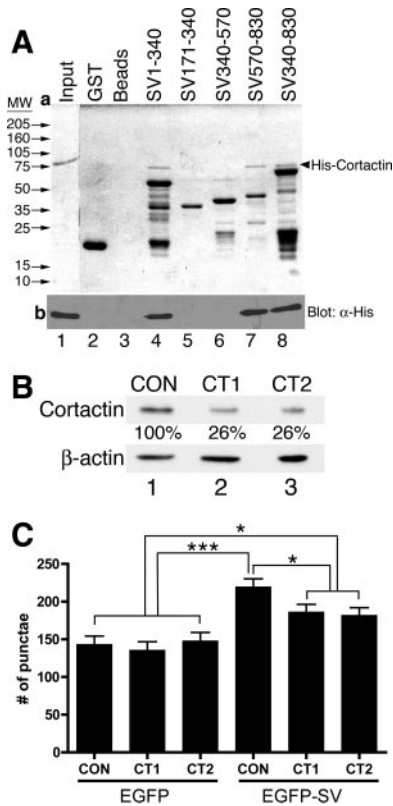 A
Input
GST
Beads
SV1-340
SV171-340
SV340-570
SV570-830
SV340-830
MW
a
205
160
105
75
50
35
25
15
10
His-Cortactin
b
Blot: α-His
1 2 3 4 5 6 7 8
B
CON CT1 CT2
Cortactin
100% 26% 26%
β-actin
1 2 3
C
*
***
*
# of punctae
250
200
150
100
50
0
CON CT1 CT2 CON CT1 CT2
EGFP EGFP-SV